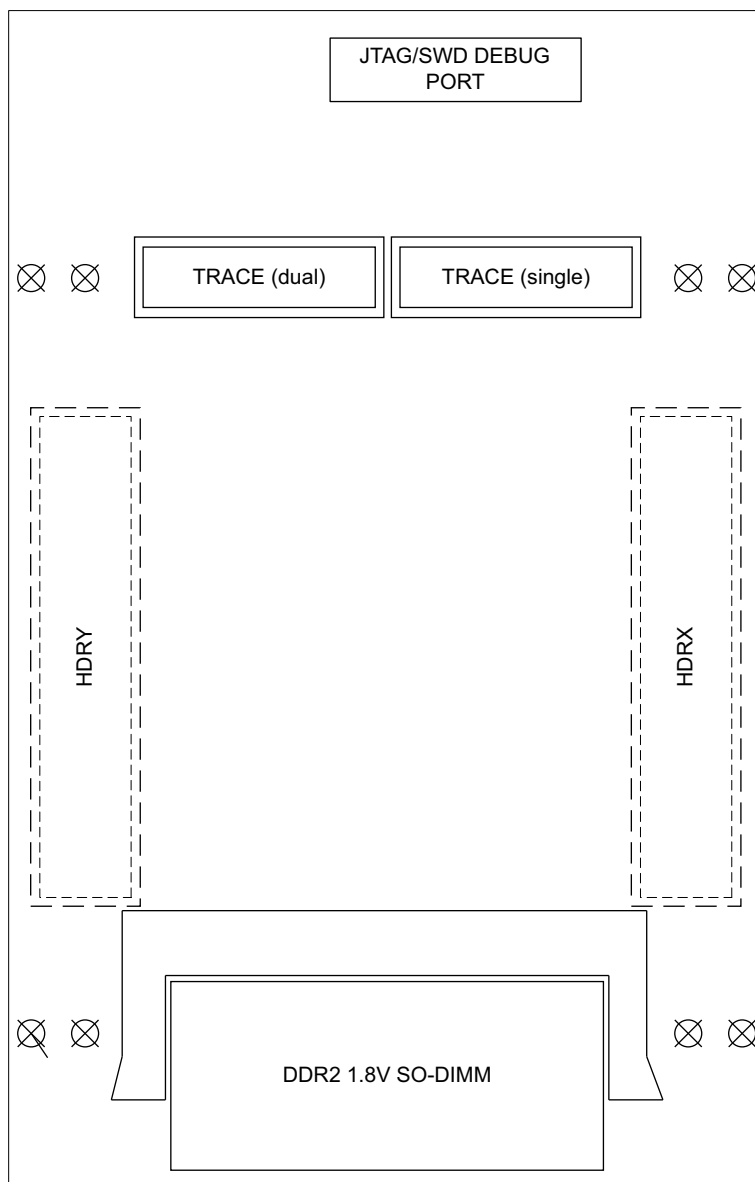 JTAG/SWD DEBUG
PORT
TRACE (dual)
TRACE (single)
HDRY
HDRX
DDR2 1.8V SO-DIMM